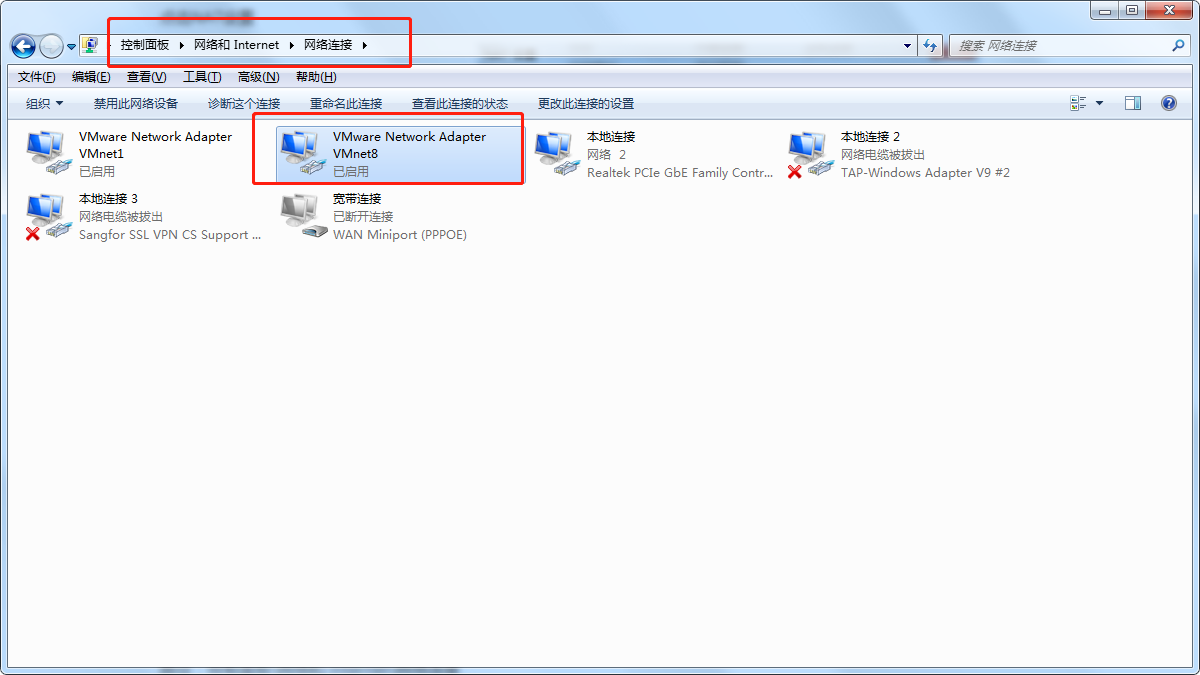 控制面板 ▸ 网络和 Internet ▸ 网络连接 ▸
搜索 网络连接
文件(F) 编辑(E) 查看(V) 工具(T) 高级(N) 帮助(H)
组织 ▼ 禁用此网络设备 诊断这个连接 重命名此连接 查看此连接的状态 更改此连接的设置
VMware Network Adapter
VMnet1
已启用
VMware Network Adapter
VMnet8
已启用
本地连接
网络 2
Realtek PCIe GbE Family Contr...
本地连接 2
网络电缆被拔出
TAP-Windows Adapter V9 #2
本地连接 3
网络电缆被拔出
Sangfor SSL VPN CS Support ...
宽带连接
已断开连接
WAN Miniport (PPPOE)